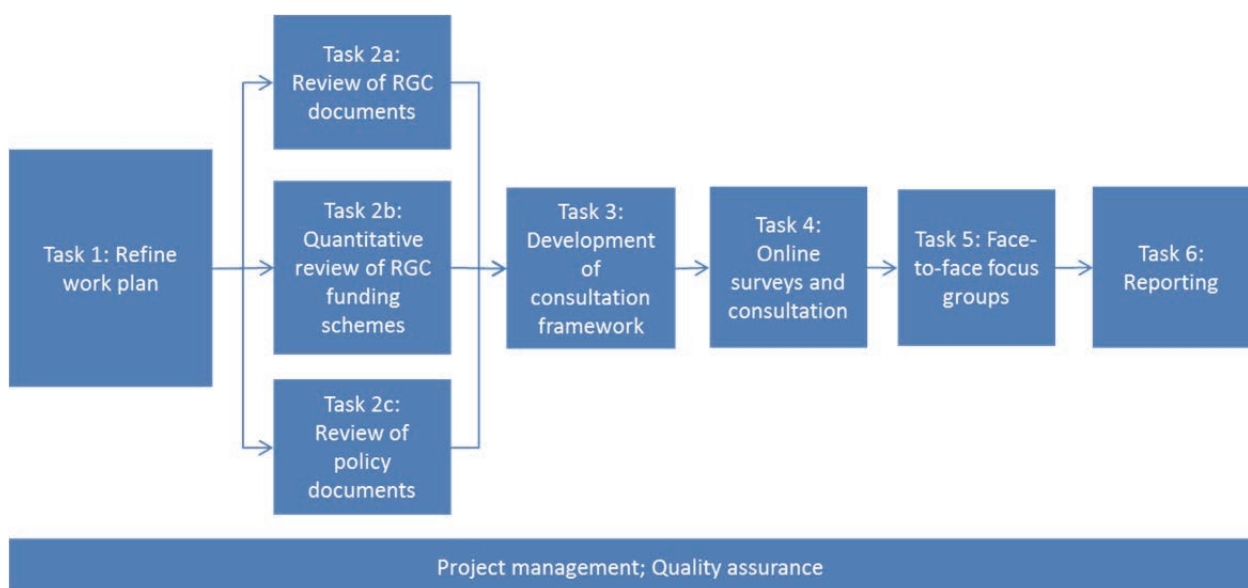 Task 1: Refine
work plan
Task 2a:
Review of RGC
documents
Task 2b:
Quantitative
review of RGC
funding
schemes
Task 2c:
Review of
policy
documents
Task 3:
Development
of
consultation
framework
Task 4:
Online
surveys and
consultation
Task 5: Face-
to-face focus
groups
Task 6:
Reporting
Project management; Quality assurance